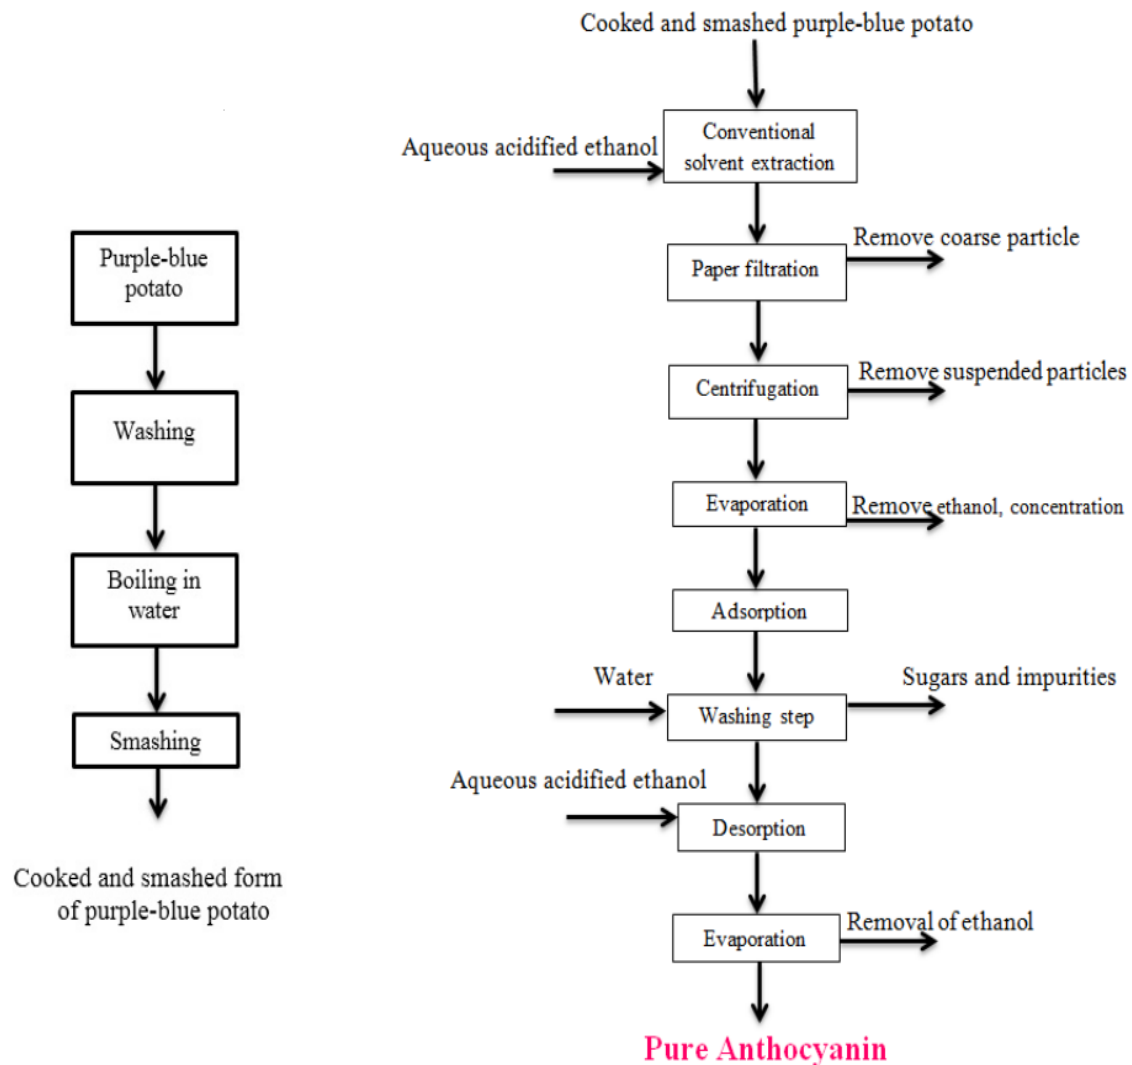 Purple-blue
potato
Washing
Boiling in
water
Smashing
Cooked and smashed form
of purple-blue potato
Cooked and smashed purple-blue potato
Aqueous acidified ethanol
Conventional
solvent extraction
Paper filtration
Remove coarse particle
Centrifugation
Remove suspended particles
Evaporation
Remove ethanol, concentration
Adsorption
Water
Washing step
Sugars and impurities
Aqueous acidified ethanol
Desorption
Evaporation
Removal of ethanol
Pure Anthocyanin